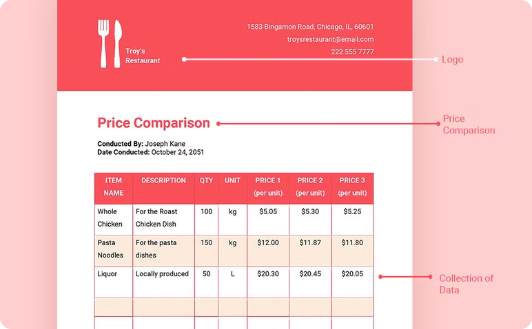 1583 Bingamon Road, Chicago, IL. 60601
troysrestaurant@email.com
222 555 7777
Troy's
Restaurant
Logo
Price Comparison
Price
Comparison
Conducted By: Joseph Kane
Date Conducted: October 24, 2051
ITEM NAME DESCRIPTION QTY UNIT PRICE 1 (per unit) PRICE 2 (per unit) PRICE 3 (per unit)
Whole Chicken For the Roast Chicken Dish 100 kg $5.05 $5.30 $5.25
Pasta Noodles For the pasta dishes 150 kg $12.00 $11.87 $11.80
Liquor Locally produced 50 L $20.30 $20.45 $20.05
Collection of
Data